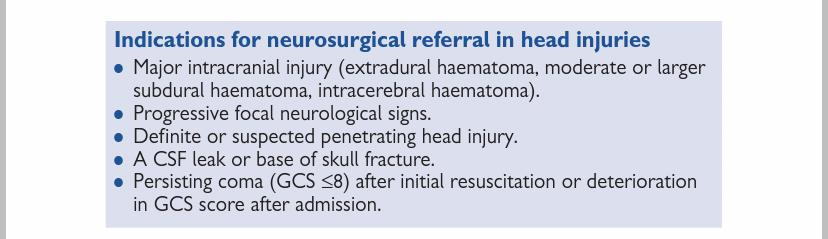 Indications for neurosurgical referral in head injuries
● Major intracranial injury (extradural haematoma, moderate or larger
subdural haematoma, intracerebral haematoma).
● Progressive focal neurological signs.
● Definite or suspected penetrating head injury.
● A CSF leak or base of skull fracture.
● Persisting coma (GCS ≤8) after initial resuscitation or deterioration
in GCS score after admission.